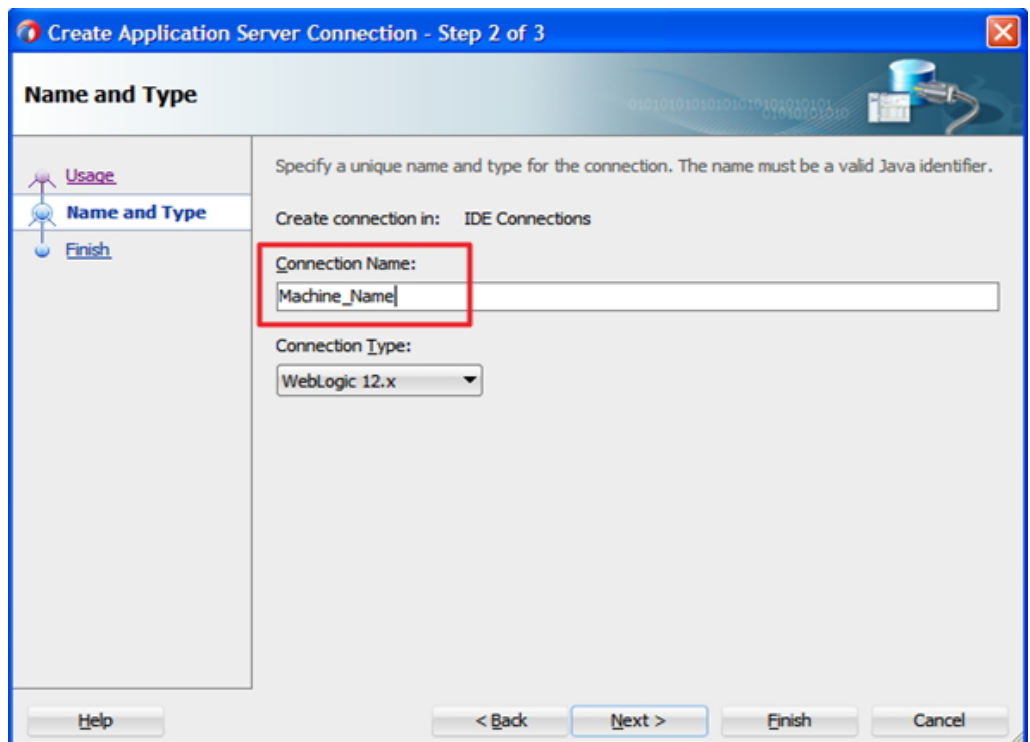 Create Application Server Connection - Step 2 of 3
Name and Type
Usage
Name and Type
Finish
Specify a unique name and type for the connection. The name must be a valid Java identifier.
Create connection in: IDE Connections
Connection Name:
Machine_Name
Connection Type:
WebLogic 12.x
Help
< Back
Next >
Finish
Cancel